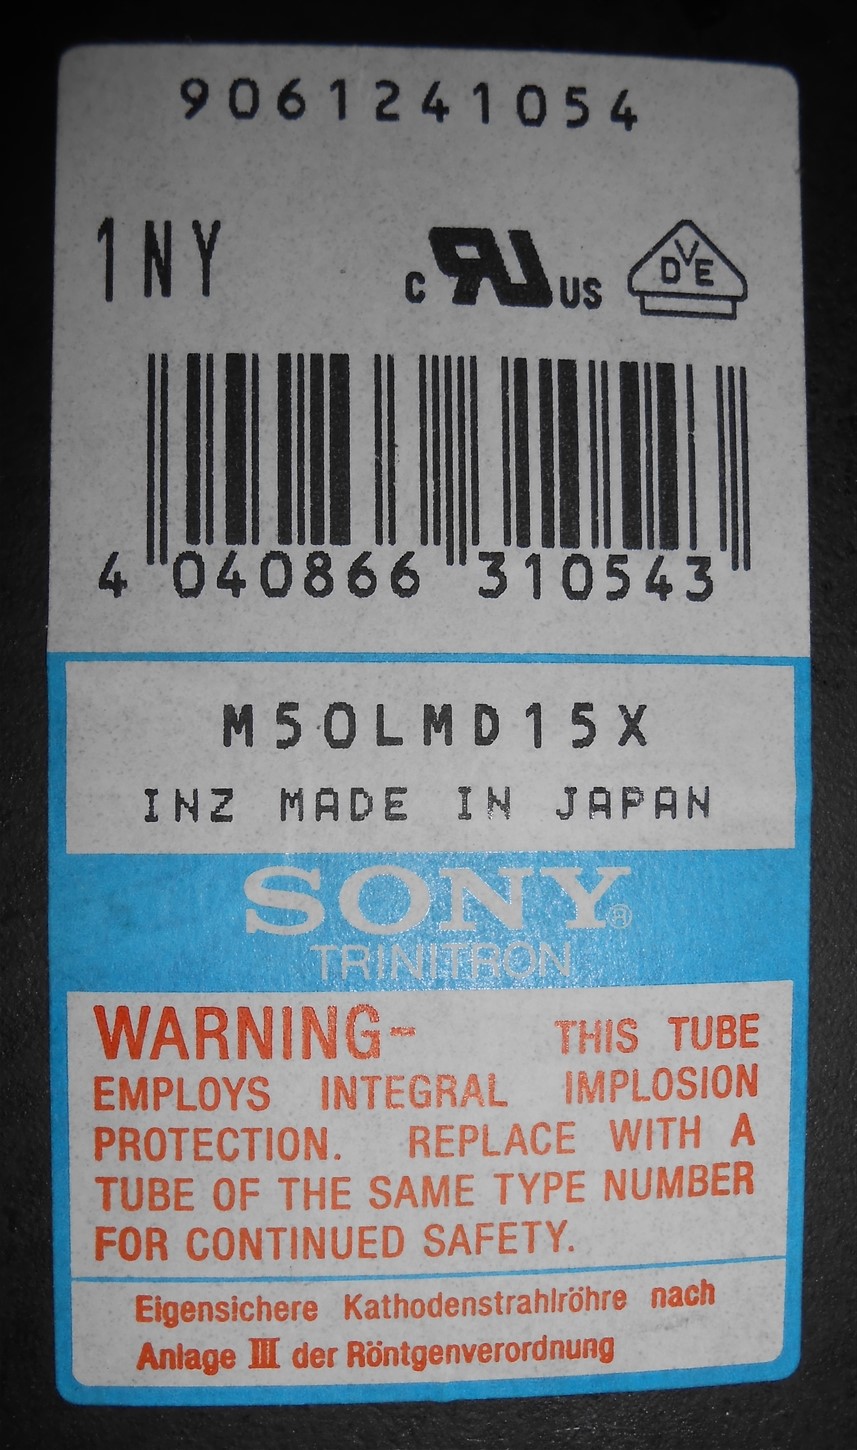 9061241054
1NY c RU US DVE
4 040866 310543
M50LMD15X
INZ MADE IN JAPAN
SONY®
TRINITRON
WARNING- THIS TUBE
EMPLOYS INTEGRAL IMPLOSION
PROTECTION. REPLACE WITH A
TUBE OF THE SAME TYPE NUMBER
FOR CONTINUED SAFETY.
Eigensichere Kathodenstrahlröhre nach
Anlage III der Röntgenverordnung